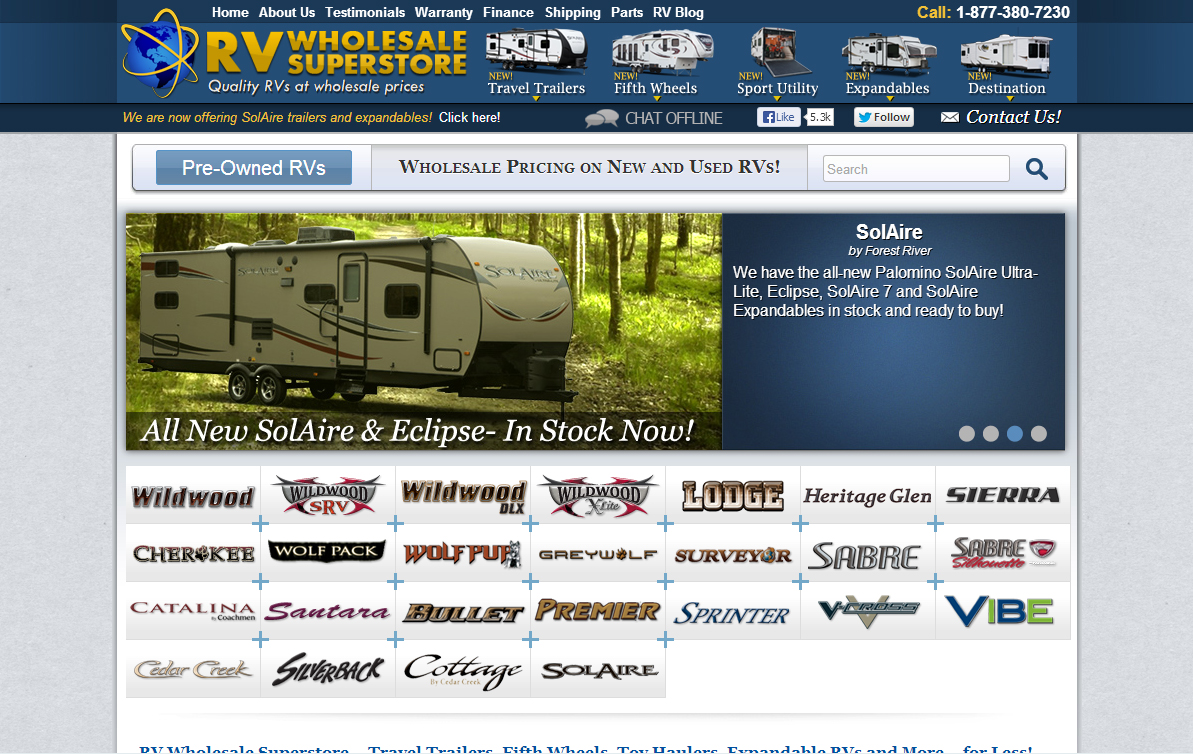 Home About Us Testimonials Warranty Finance Shipping Parts RV Blog
Call: 1-877-380-7230
RV WHOLESALE SUPERSTORE
Quality RVs at wholesale prices
NEW! Travel Trailers
NEW! Fifth Wheels
NEW! Sport Utility
NEW! Expandables
NEW! Destination
We are now offering SolAire trailers and expandables! Click here!
CHAT OFFLINE
Like 5.3k
Follow
Contact Us!
Pre-Owned RVs
Wholesale Pricing on New and Used RVs!
Search
SOLAIRE
SOLAIRE
All New SolAire & Eclipse- In Stock Now!
SolAire
by Forest River
We have the all-new Palomino SolAire Ultra-
Lite, Eclipse, SolAire 7 and SolAire
Expandables in stock and ready to buy!
Wildwood
WILDWOOD SRV
Wildwood DLX
WILDWOOD X-Lite
LODGE
Heritage Glen
SIERRA
CHEROKEE
WOLF PACK
WOLF PUP
GREYWOLF
SURVEYOR
SABRE
SABRE Silhouette
CATALINA by Coachmen
Santara
BULLET
PREMIER
SPRINTER
V-CROSS
VIBE
Cedar Creek
SILVERBACK
Cottage By Cedar Creek
SOLAIRE
RV Wholesale Superstore – Travel Trailers, Fifth Wheels, Toy Haulers, Expandable RVs and More – for Less!